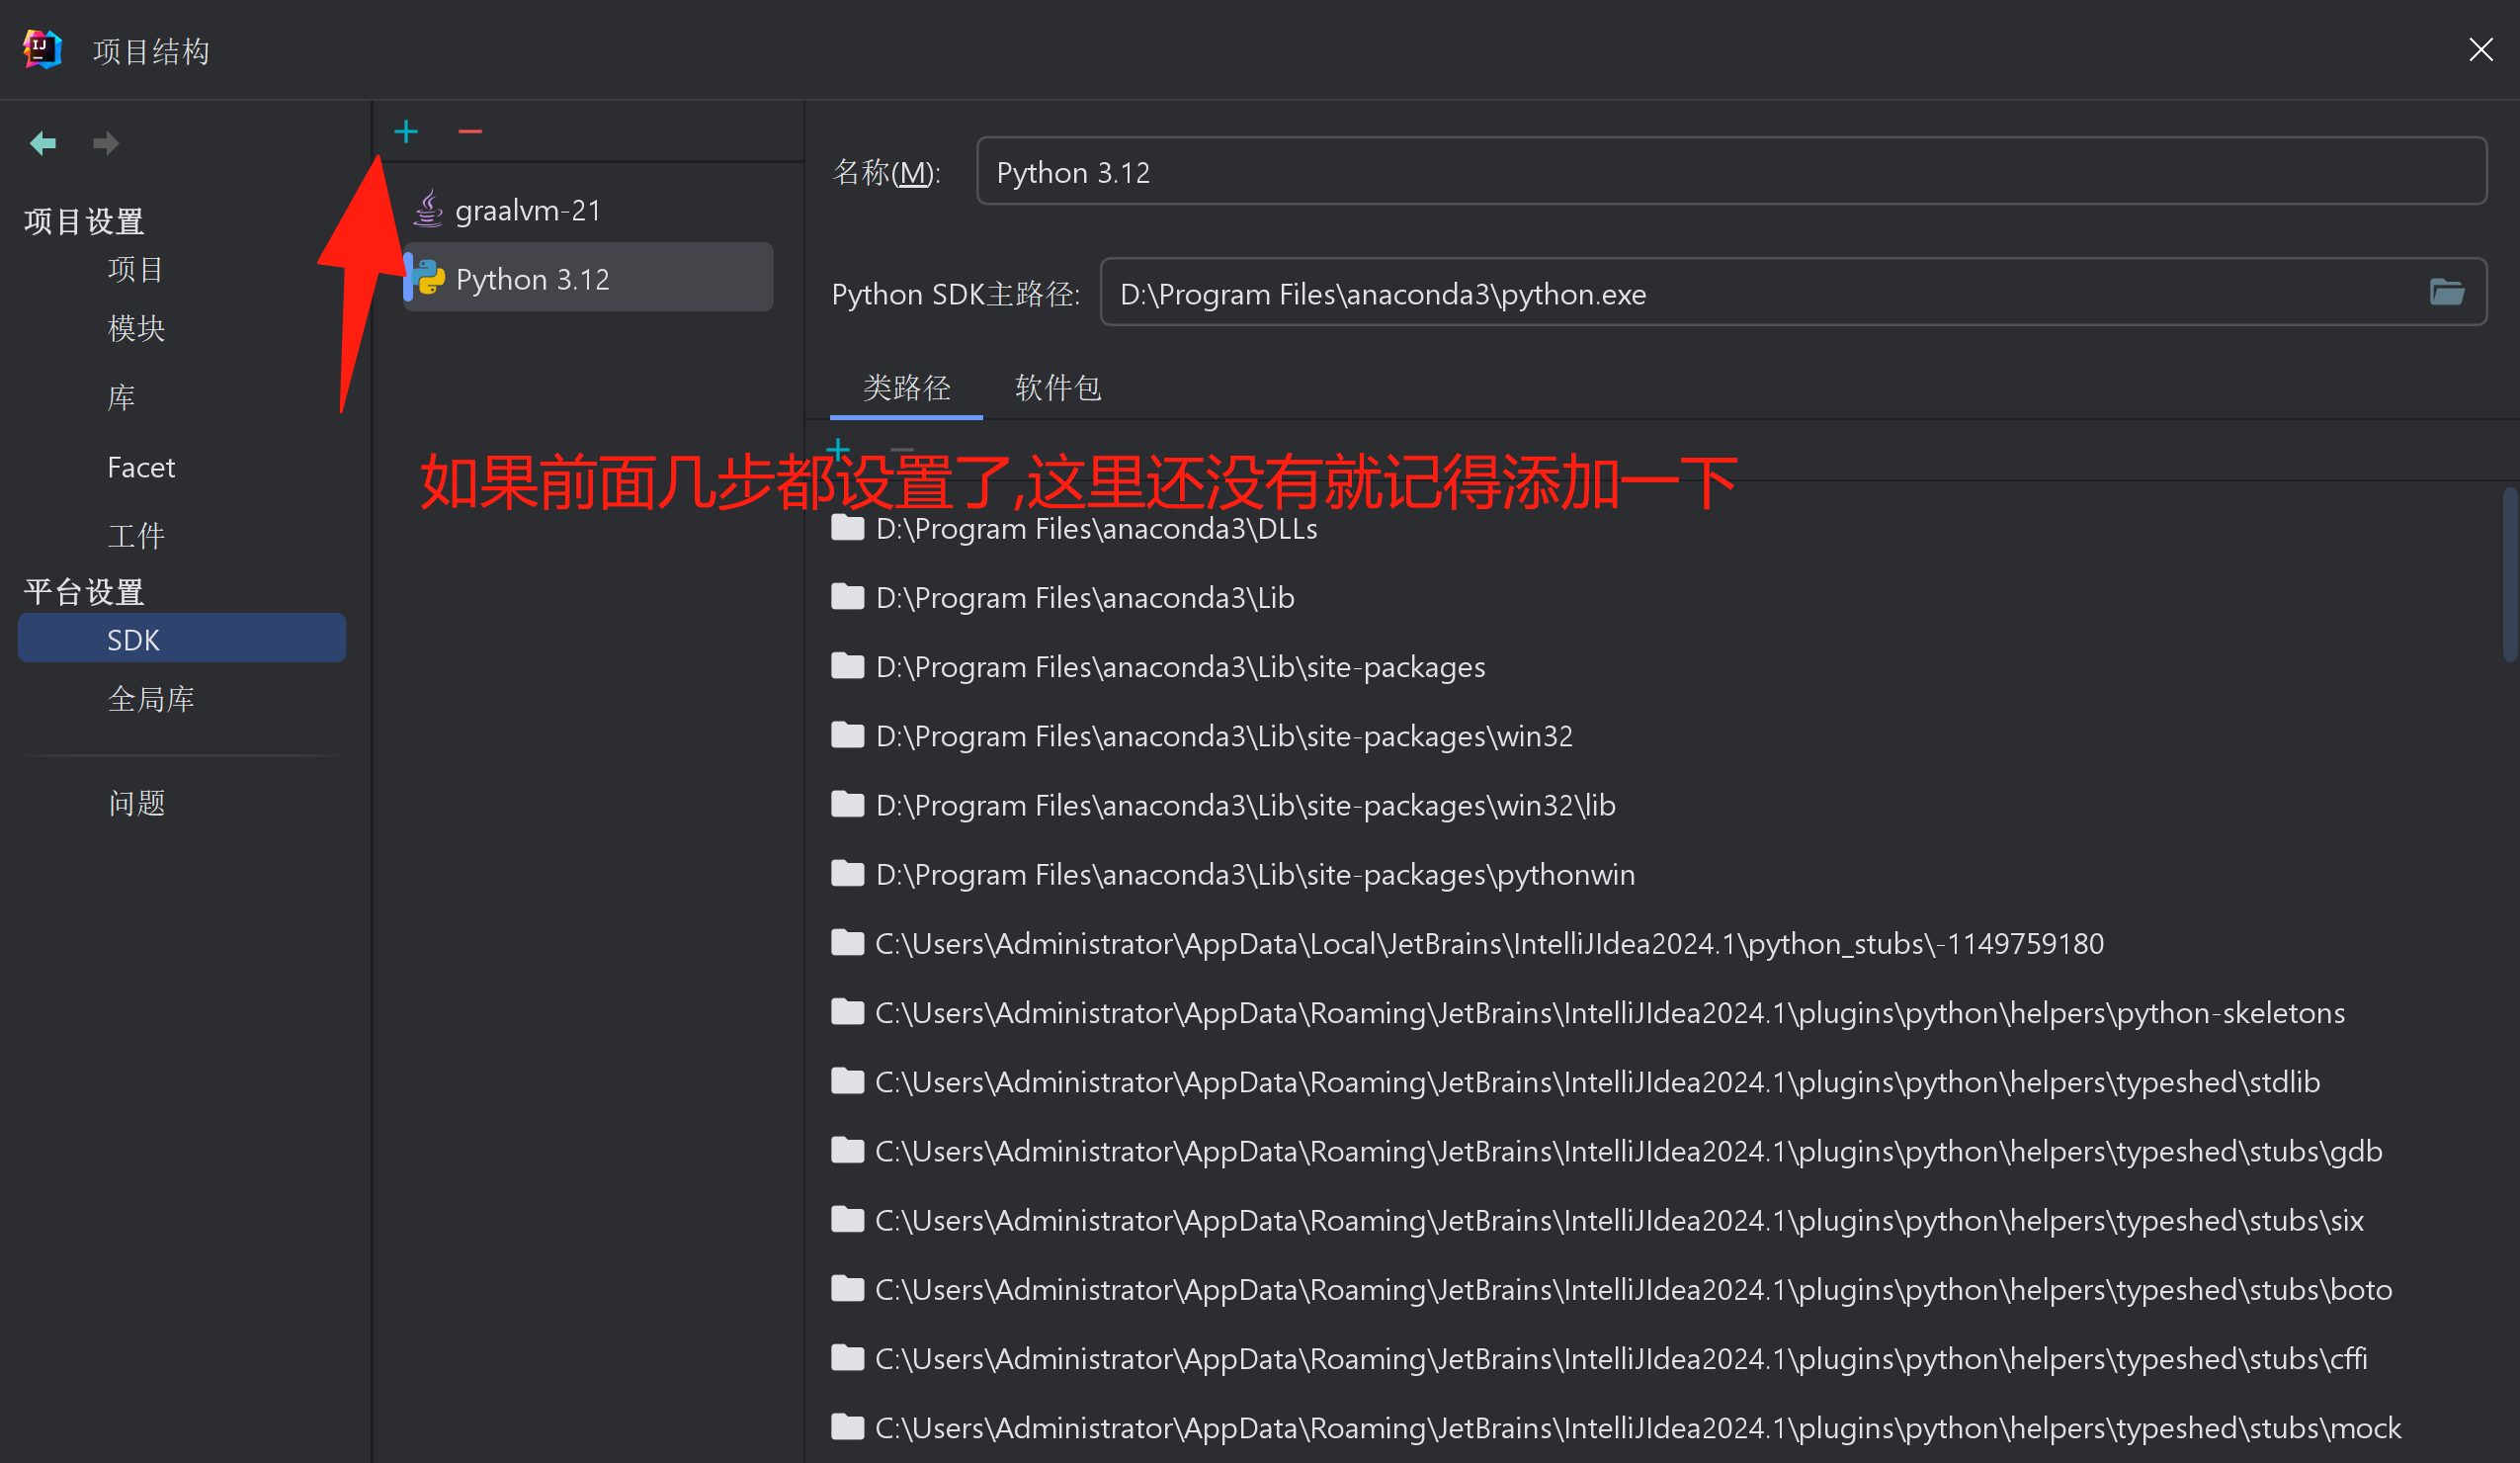 项目结构
项目设置
项目
模块
库
Facet
工件
平台设置
SDK
全局库
问题
graalvm-21
Python 3.12
名称(M): Python 3.12
Python SDK主路径: D:\Program Files\anaconda3\python.exe
类路径 软件包
如果前面几步都设置了,这里还没有就记得添加一下
D:\Program Files\anaconda3\DLLs
D:\Program Files\anaconda3\Lib
D:\Program Files\anaconda3\Lib\site-packages
D:\Program Files\anaconda3\Lib\site-packages\win32
D:\Program Files\anaconda3\Lib\site-packages\win32\lib
D:\Program Files\anaconda3\Lib\site-packages\pythonwin
C:\Users\Administrator\AppData\Local\JetBrains\IntelliJIdea2024.1\python_stubs\-1149759180
C:\Users\Administrator\AppData\Roaming\JetBrains\IntelliJIdea2024.1\plugins\python\helpers\python-skeletons
C:\Users\Administrator\AppData\Roaming\JetBrains\IntelliJIdea2024.1\plugins\python\helpers\typeshed\stdlib
C:\Users\Administrator\AppData\Roaming\JetBrains\IntelliJIdea2024.1\plugins\python\helpers\typeshed\stubs\gdb
C:\Users\Administrator\AppData\Roaming\JetBrains\IntelliJIdea2024.1\plugins\python\helpers\typeshed\stubs\six
C:\Users\Administrator\AppData\Roaming\JetBrains\IntelliJIdea2024.1\plugins\python\helpers\typeshed\stubs\boto
C:\Users\Administrator\AppData\Roaming\JetBrains\IntelliJIdea2024.1\plugins\python\helpers\typeshed\stubs\cffi
C:\Users\Administrator\AppData\Roaming\JetBrains\IntelliJIdea2024.1\plugins\python\helpers\typeshed\stubs\mock